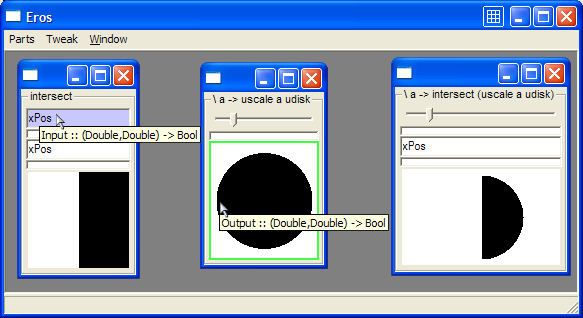 Eros
Parts Tweak Window
intersect
xPos
Input :: (Double,Double) -> Bool
xPos
\ a -> uscale a udisk
Output :: (Double,Double) -> Bool
\ a -> intersect (uscale a udisk)
xPos